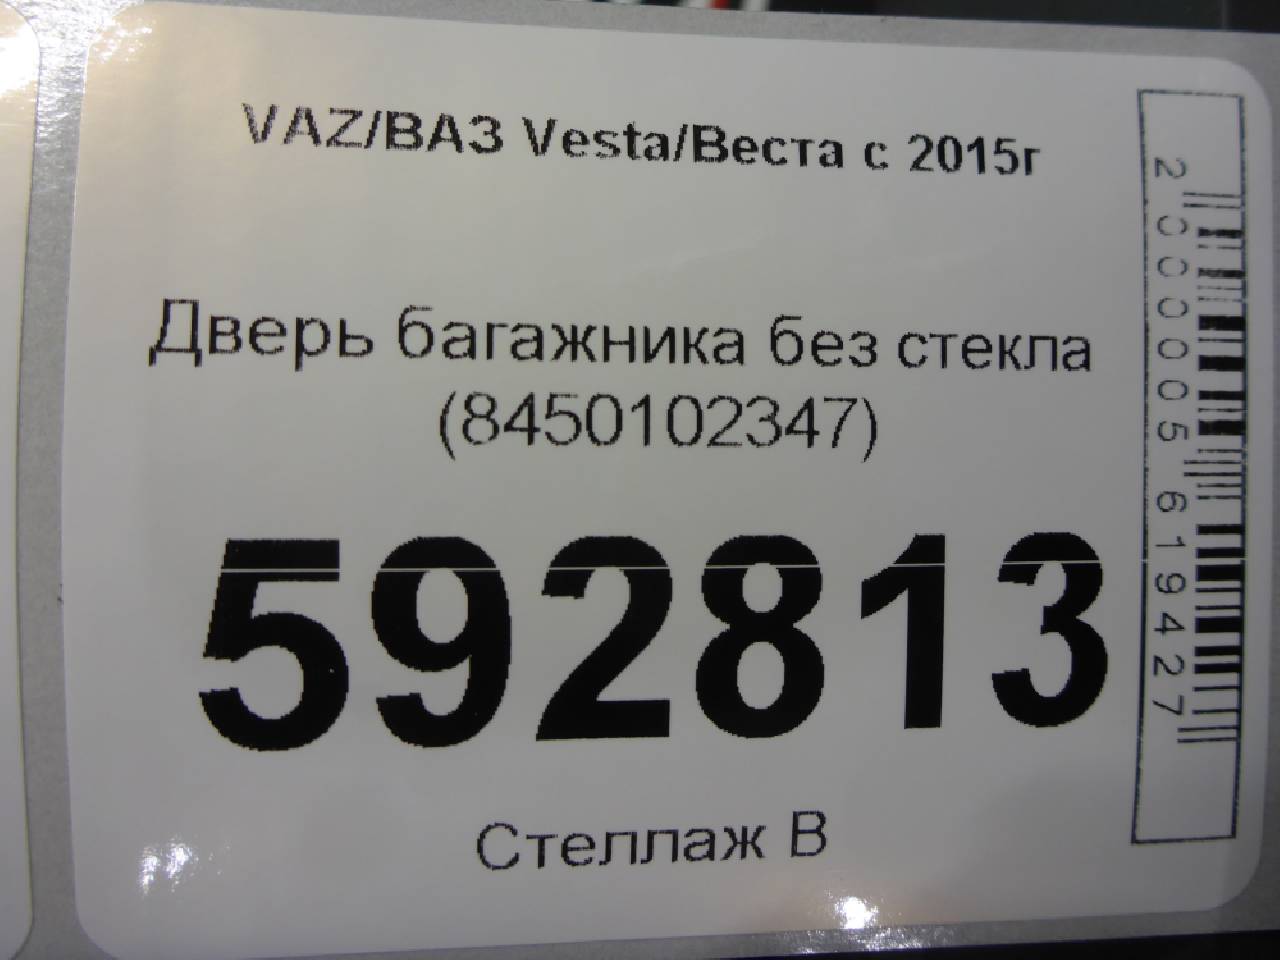 VAZ/ВАЗ Vesta/Веста с 2015г
Дверь багажника без стекла
(8450102347)
592813
Стеллаж В
2000005619427